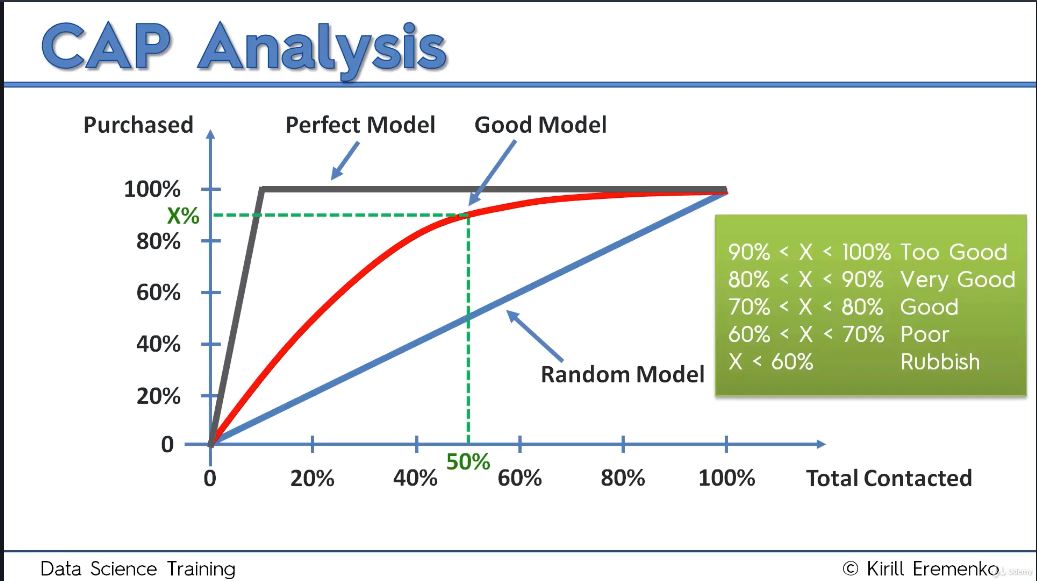 CAP Analysis
Purchased
Perfect Model
Good Model
100%
X%
80%
60%
40%
20%
0
90% < X < 100% Too Good
80% < X < 90% Very Good
70% < X < 80% Good
60% < X < 70% Poor
X < 60% Rubbish
Random Model
50%
0 20% 40% 60% 80% 100% Total Contacted
Data Science Training
© Kirill Eremenko
Udemy